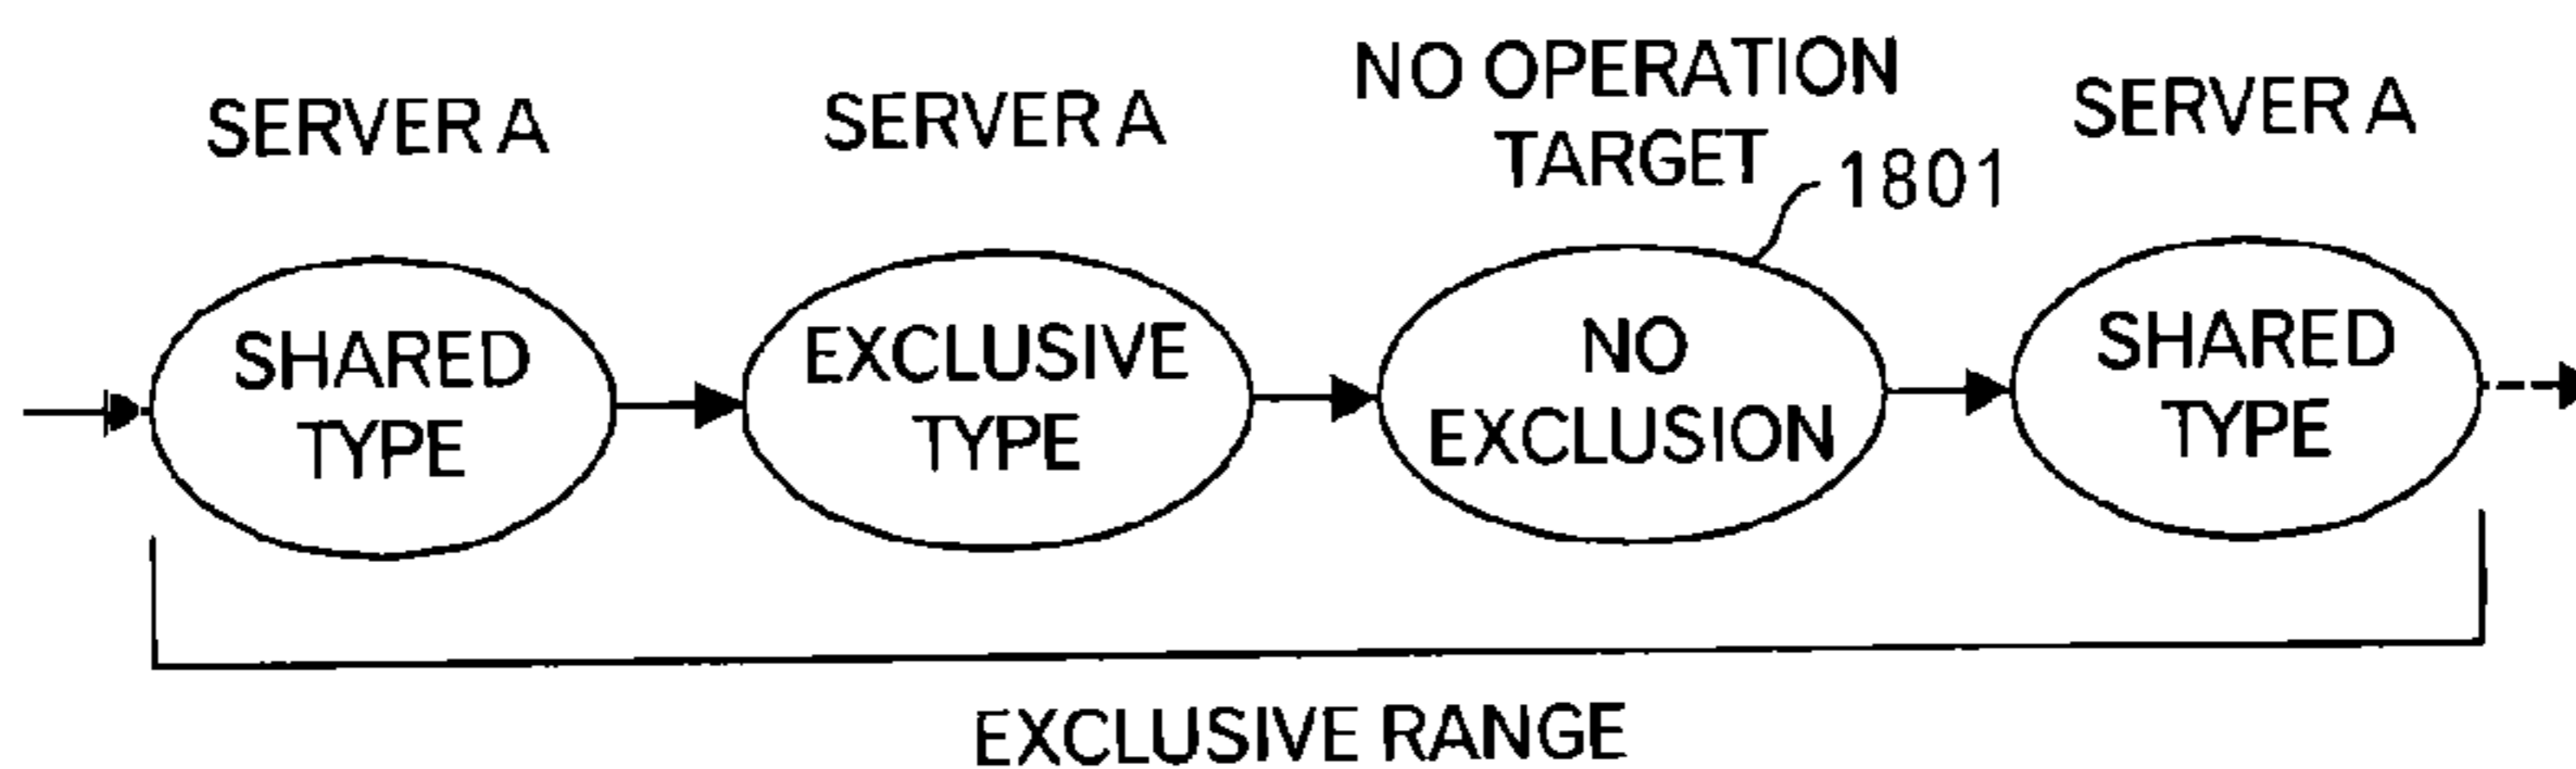 SERVER A
SERVER A
NO OPERATION
TARGET
1801
SERVER A
SHARED
TYPE
EXCLUSIVE
TYPE
NO
EXCLUSION
SHARED
TYPE
EXCLUSIVE RANGE